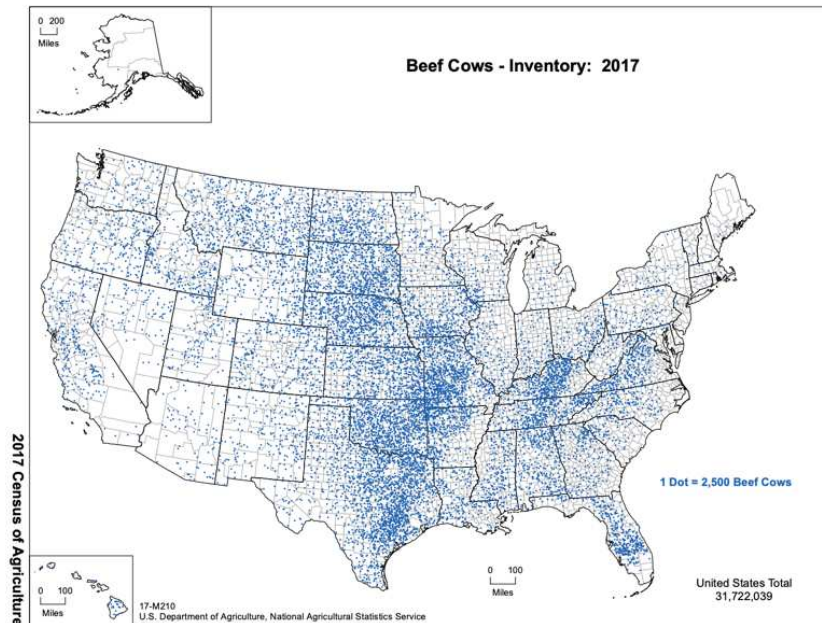 0 200
Miles
Beef Cows - Inventory: 2017
2017 Census of Agriculture
1 Dot = 2,500 Beef Cows
0 100
Miles
0 100
Miles
United States Total
31,722,039
17-M210
U.S. Department of Agriculture, National Agricultural Statistics Service